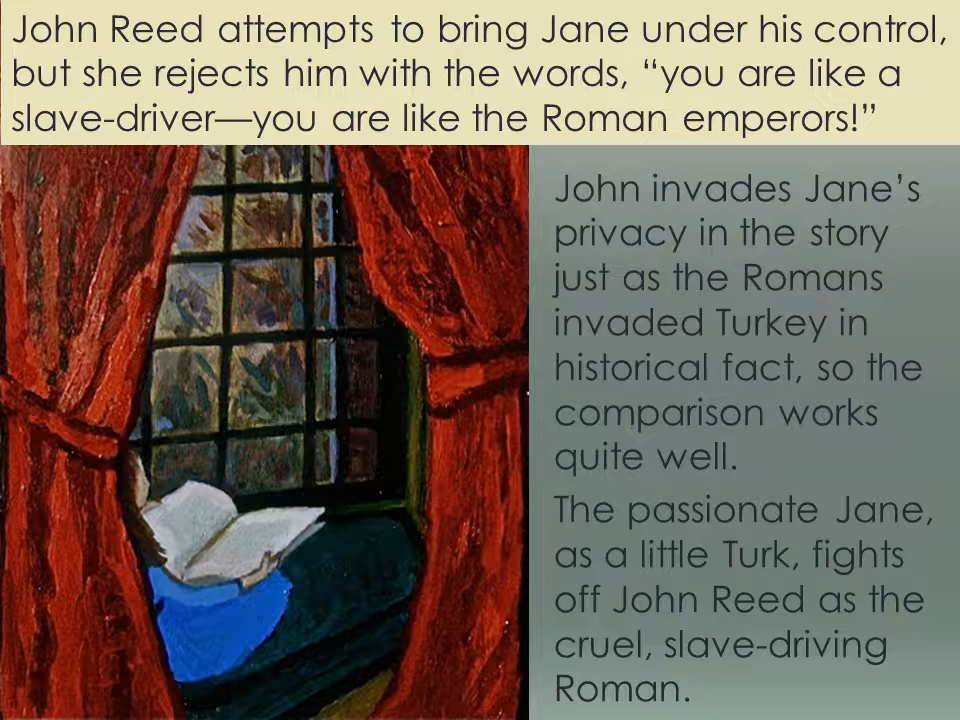 John Reed attempts to bring Jane under his control,
but she rejects him with the words, “you are like a
slave-driver—you are like the Roman emperors!”
John invades Jane’s
privacy in the story
just as the Romans
invaded Turkey in
historical fact, so the
comparison works
quite well.
The passionate Jane,
as a little Turk, fights
off John Reed as the
cruel, slave-driving
Roman.